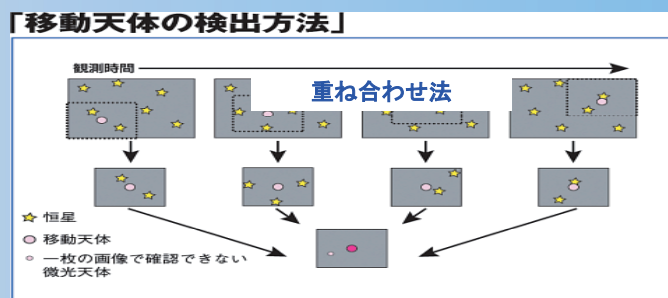 「移動天体の検出方法」
観測時間
重ね合わせ法
恒星
移動天体
一枚の画像で確認できない
微光天体